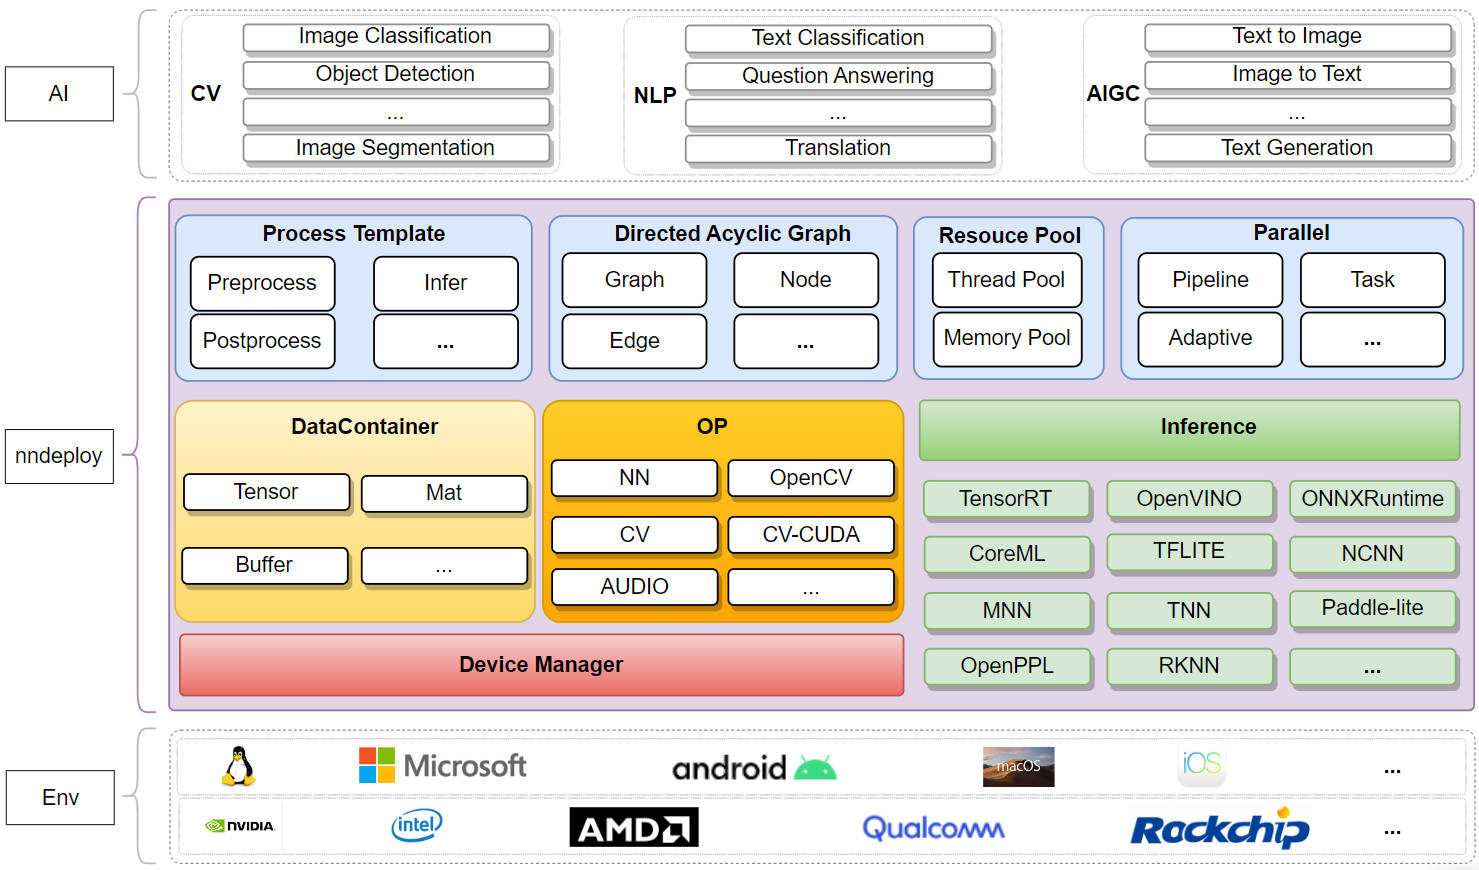 AI
CV
Image Classification
Object Detection
...
Image Segmentation
NLP
Text Classification
Question Answering
...
Translation
AIGC
Text to Image
Image to Text
...
Text Generation
nndeploy
Process Template
Preprocess
Infer
Postprocess
...
Directed Acyclic Graph
Graph
Node
Edge
...
Resouce Pool
Thread Pool
Memory Pool
Parallel
Pipeline
Task
Adaptive
...
DataContainer
Tensor
Mat
Buffer
...
OP
NN
OpenCV
CV
CV-CUDA
AUDIO
...
Inference
TensorRT
OpenVINO
ONNXRuntime
CoreML
TFLITE
NCNN
MNN
TNN
Paddle-lite
OpenPPL
RKNN
...
Device Manager
Env
Microsoft
android
macOS
iOS
...
NVIDIA.
intel
AMD
Qualcomm
Rockchip
...